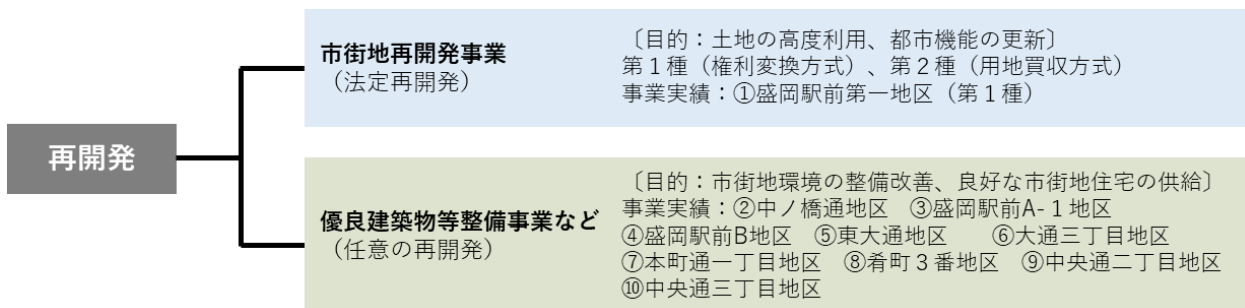 再開発
市街地再開発事業
（法定再開発）
〔目的：土地の高度利用、都市機能の更新〕
第１種（権利変換方式）、第２種（用地買収方式）
事業実績：①盛岡駅前第一地区（第１種）
優良建築物等整備事業など
（任意の再開発）
〔目的：市街地環境の整備改善、良好な市街地住宅の供給〕
事業実績：②中ノ橋通地区　③盛岡駅前A-１地区
④盛岡駅前B地区　⑤東大通地区　　⑥大通三丁目地区
⑦本町通一丁目地区　⑧肴町３番地区　⑨中央通二丁目地区
⑩中央通三丁目地区